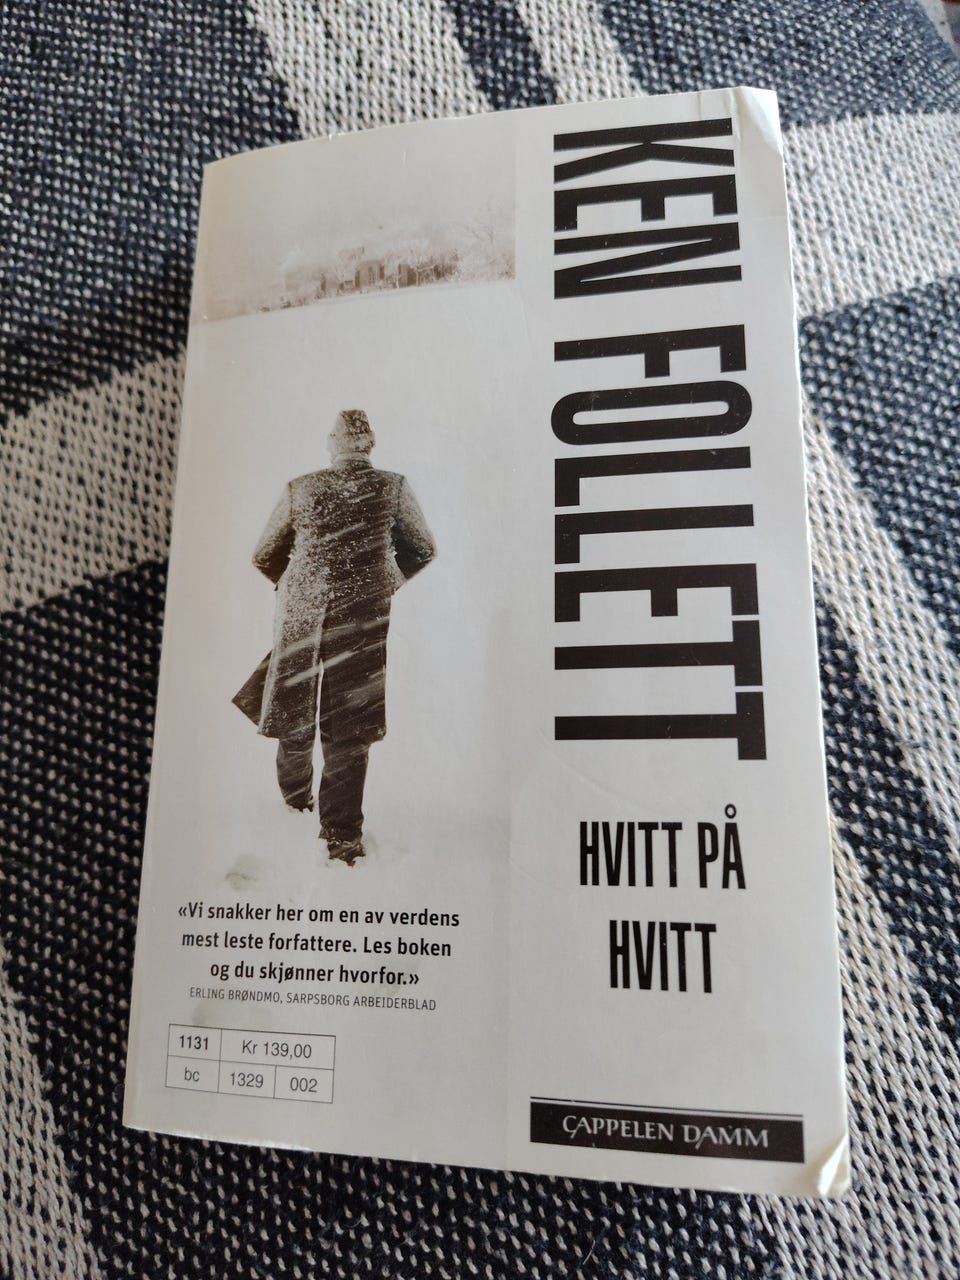 KEN FOLLETT
HVITT PÅ
HVITT
«Vi snakker her om en av verdens
mest leste forfattere. Les boken
og du skjønner hvorfor.»
ERLING BRØNDMO, SARPSBORG ARBEIDERBLAD
1131 Kr 139,00
bc 1329 002
CAPPELEN DAMM